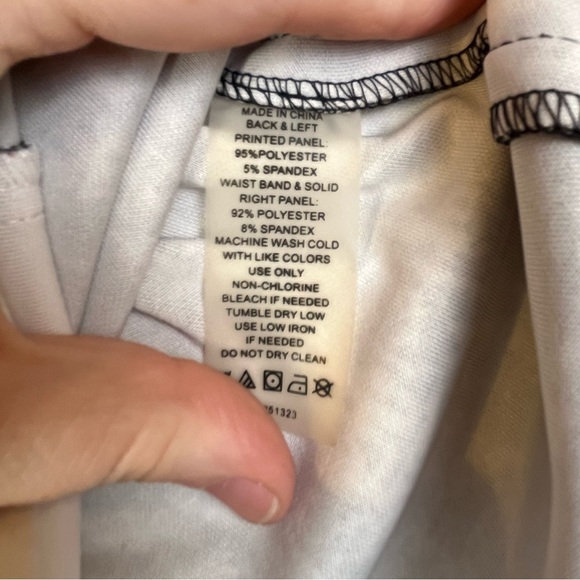 MADE IN CHINA
BACK & LEFT
PRINTED PANEL:
95%POLYESTER
5% SPANDEX
WAIST BAND & SOLID
RIGHT PANEL:
92% POLYESTER
8% SPANDEX
MACHINE WASH COLD
WITH LIKE COLORS
USE ONLY
NON-CHLORINE
BLEACH IF NEEDED
TUMBLE DRY LOW
USE LOW IRON
IF NEEDED
DO NOT DRY CLEAN
51323